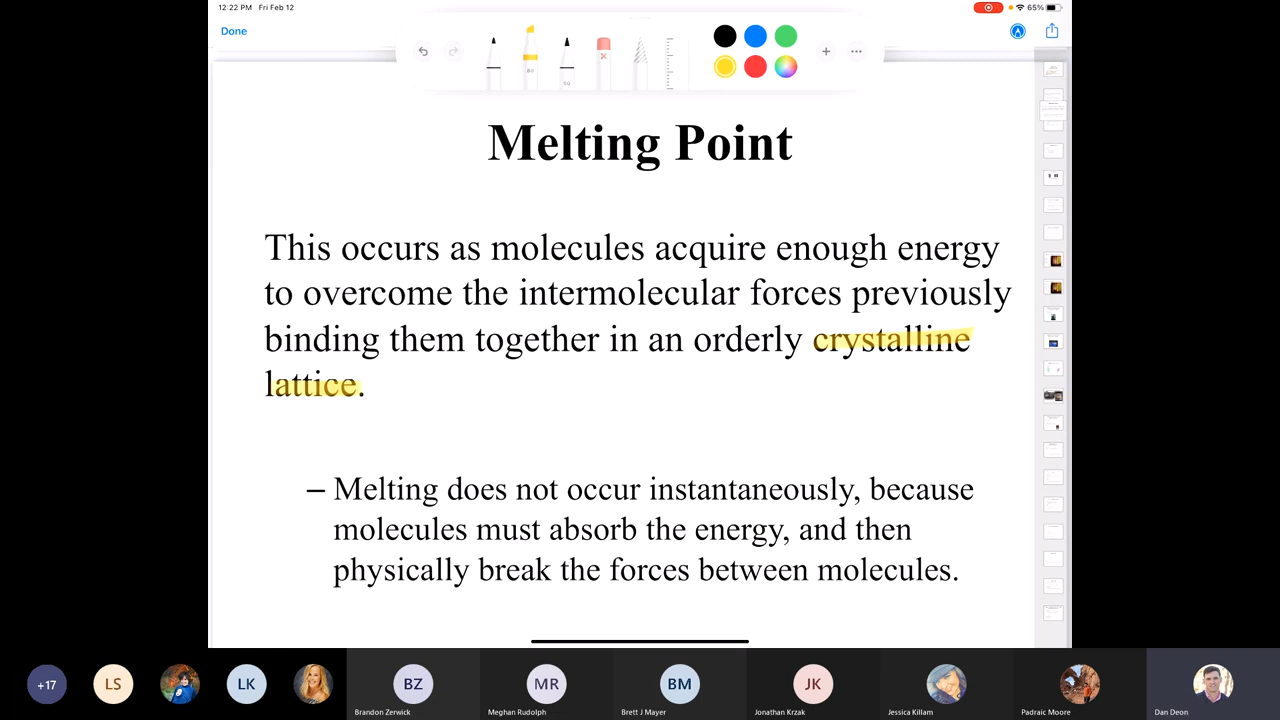 12:22 PM Fri Feb 12
65%
Done
Melting Point
This occurs as molecules acquire enough energy
to overcome the intermolecular forces previously
binding them together in an orderly crystalline
lattice.
– Melting does not occur instantaneously, because
molecules must absorb the energy, and then
physically break the forces between molecules.
+17
LS
LK
BZ
MR
BM
JK
Brandon Zerwick
Meghan Rudolph
Brett J Mayer
Jonathan Krzak
Jessica Killam
Padraic Moore
Dan Deon